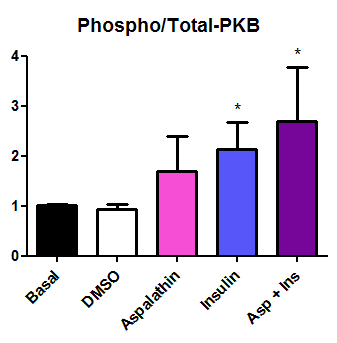 Phospho/Total-PKB
4
3
2
1
0
*
*
Basal
DMSO
Aspalathin
Insulin
Asp + Ins